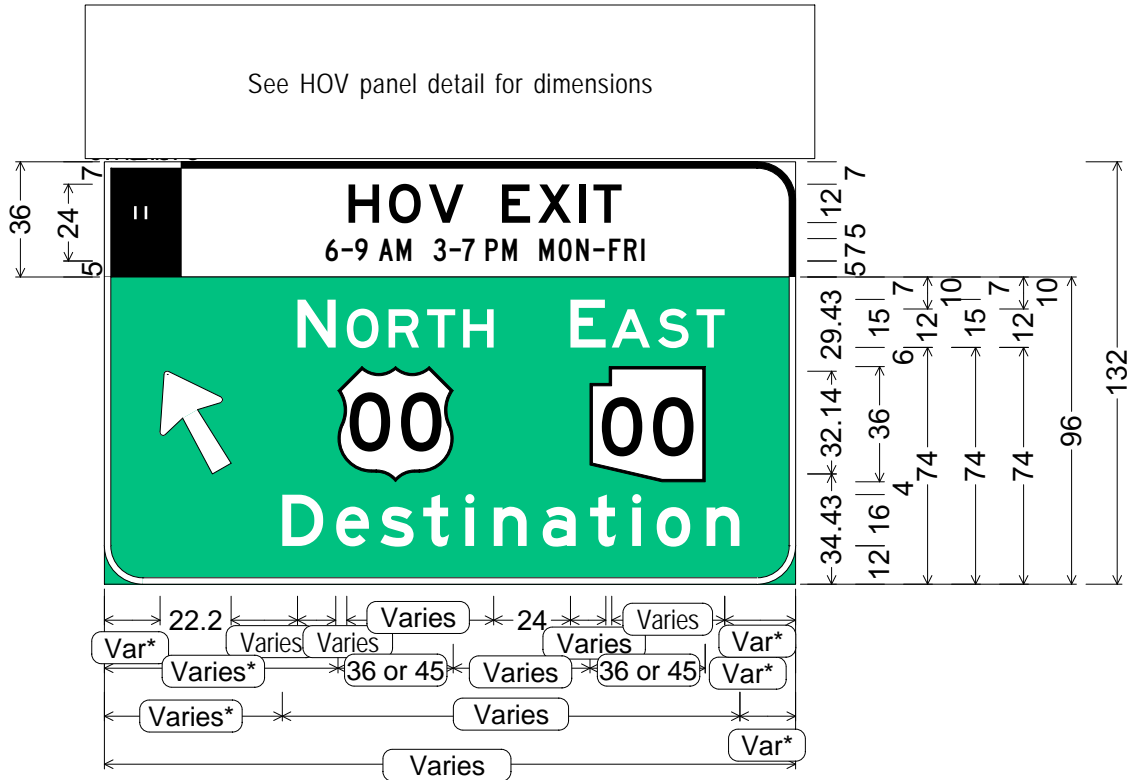 See HOV panel detail for dimensions
HOV EXIT
6-9 AM 3-7 PM MON-FRI
NORTH EAST
00 00
Destination
36
7
24
5
7
12
5
7
5
29.43
32.14
34.43
7
15
6
36
4
16
12
10
12
74
7
15
74
10
12
74
96
132
22.2
Varies
24
Varies
Var*
Varies
Varies
Varies
Var*
Varies*
36 or 45
Varies
36 or 45
Var*
Varies*
Varies
Var*
Varies